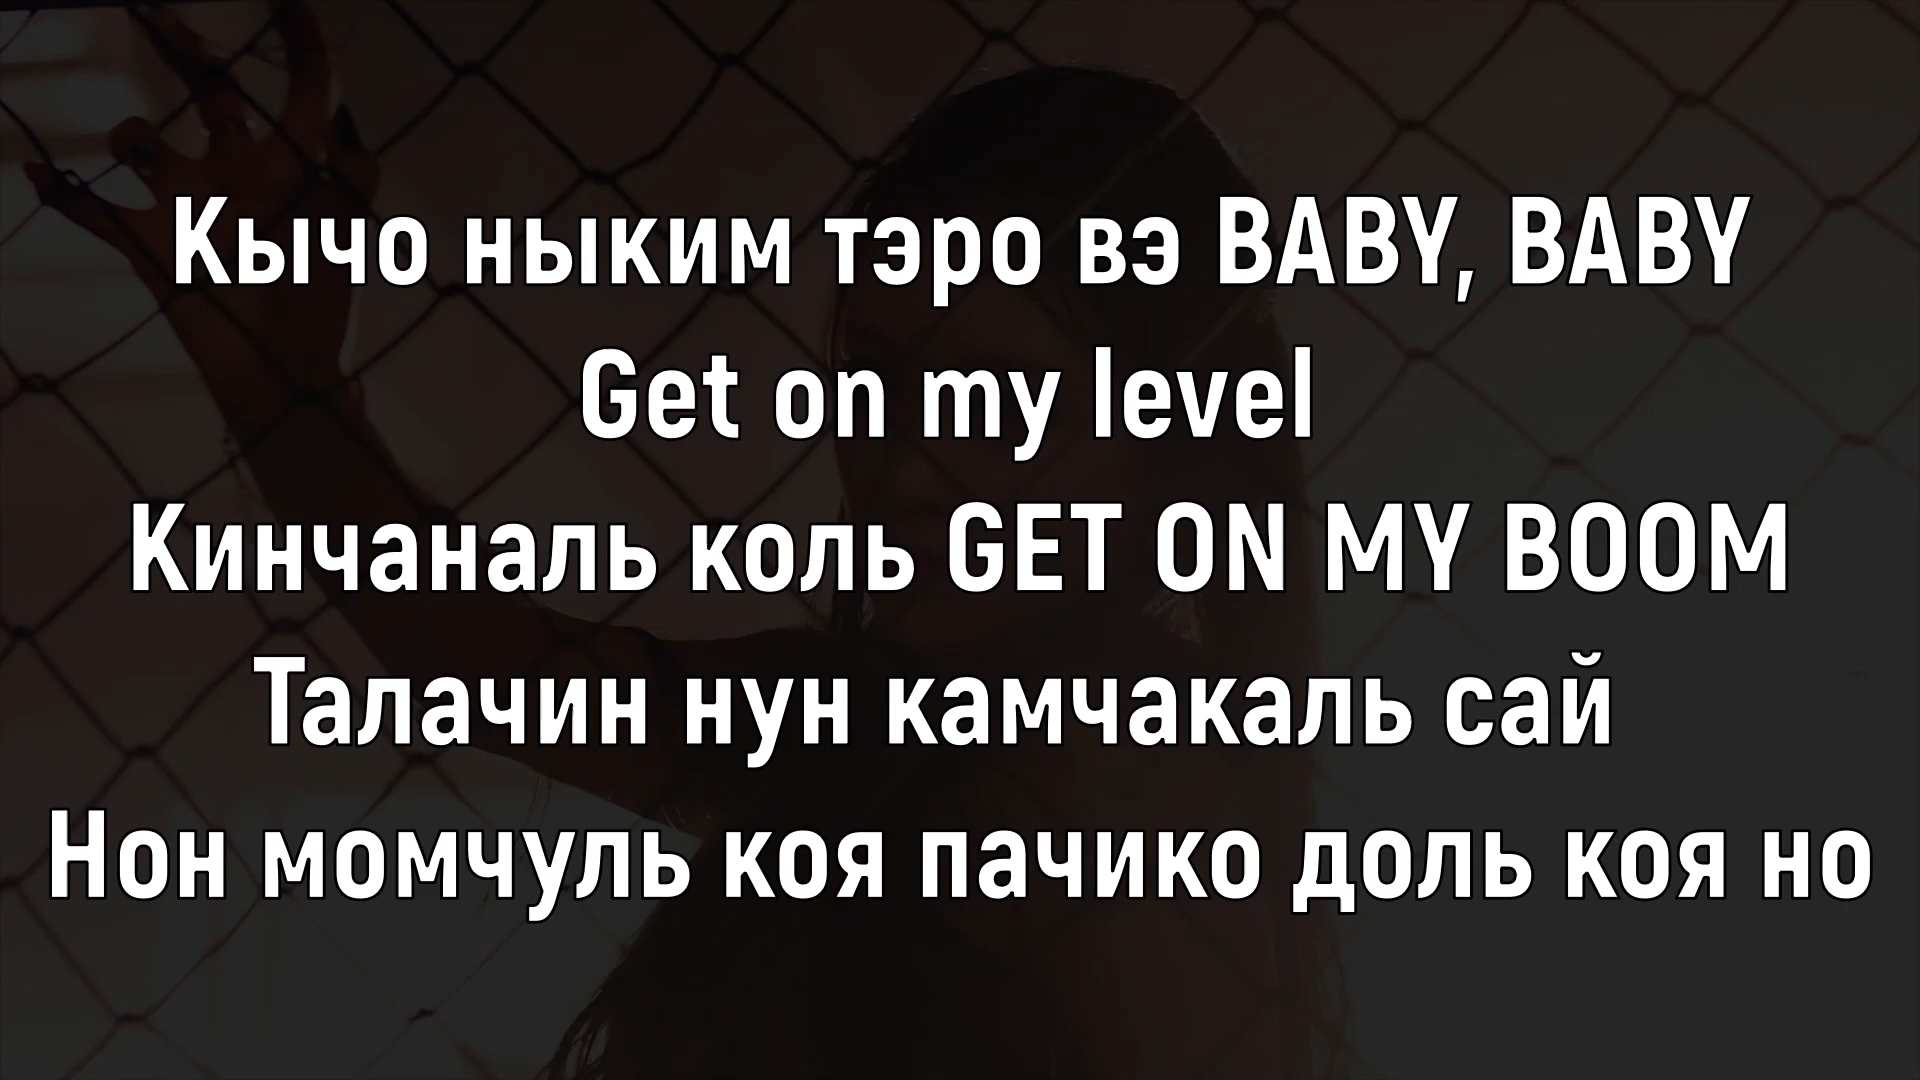 Кычо ныким тэро вэ BABY, BABY
Get on my level
Кинчаналь коль GET ON MY BOOM
Талачин нун камчакаль сай
Нон момчуль коя пачико доль коя но